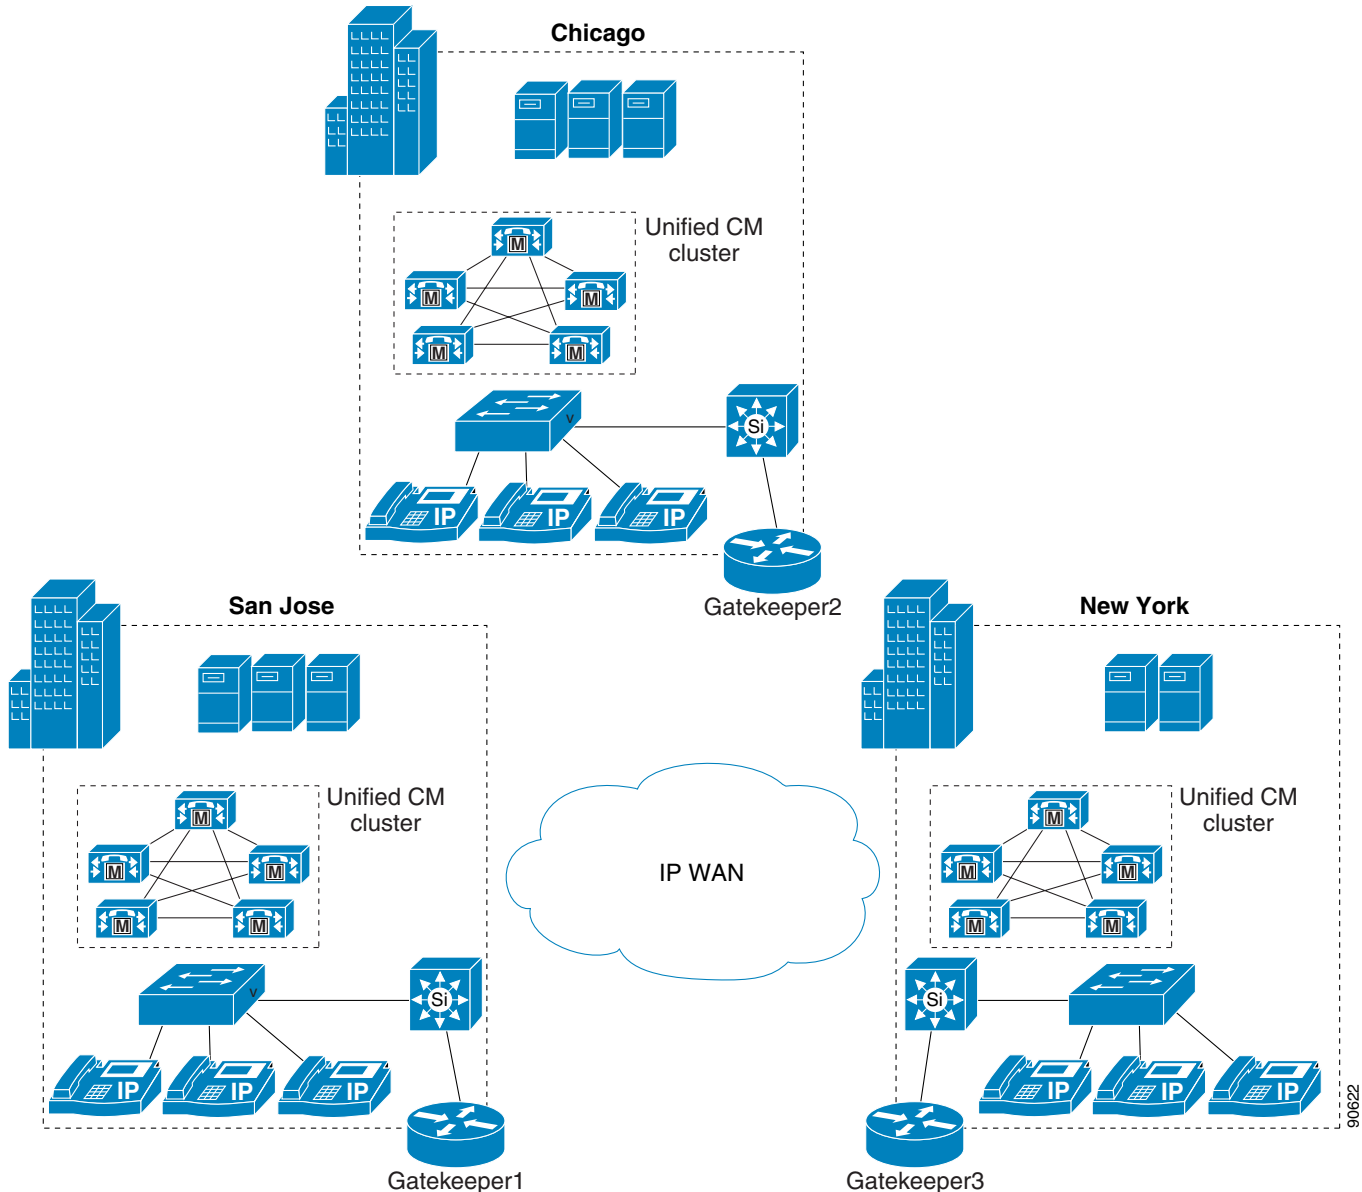 Chicago
Unified CM
cluster
M
M
M
M
M
v
Si
IP
IP
IP
Gatekeeper2
San Jose
Unified CM
cluster
M
M
M
M
M
v
Si
IP
IP
IP
Gatekeeper1
IP WAN
New York
Unified CM
cluster
M
M
M
M
M
Si
IP
IP
IP
Gatekeeper3
90622